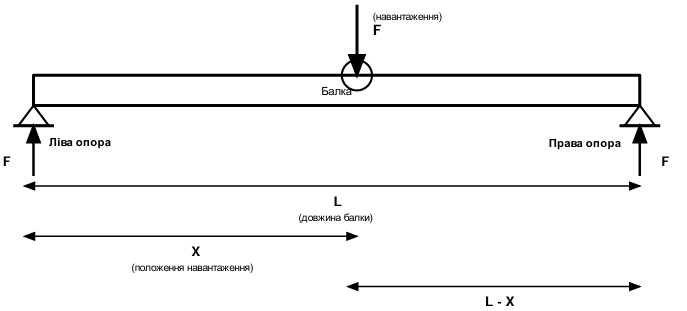 (навантаження)
F
Балка
Ліва опора
Права опора
F
F
L
(довжина балки)
X
(положення навантаження)
L - X